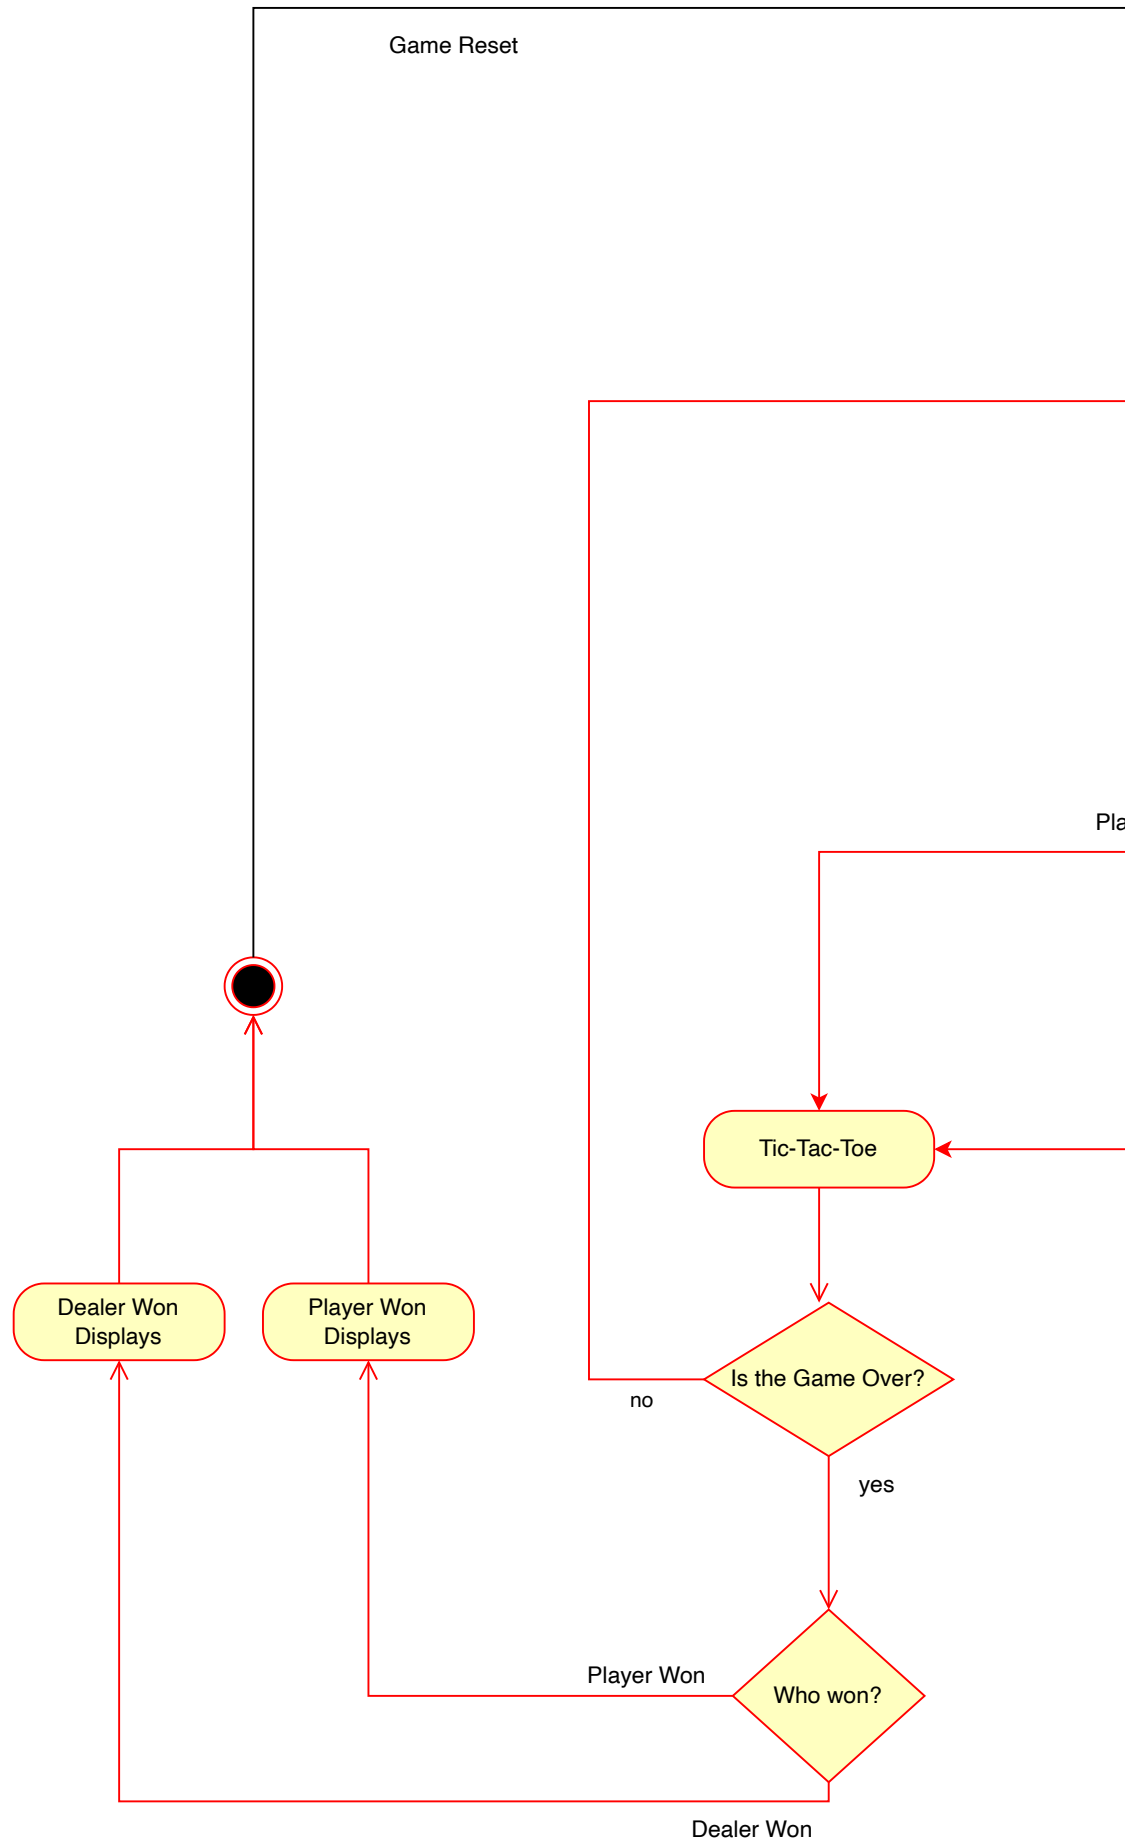 Game Reset
Pla
Tic-Tac-Toe
Dealer Won
Displays
Player Won
Displays
Is the Game Over?
no
yes
Player Won
Who won?
Dealer Won